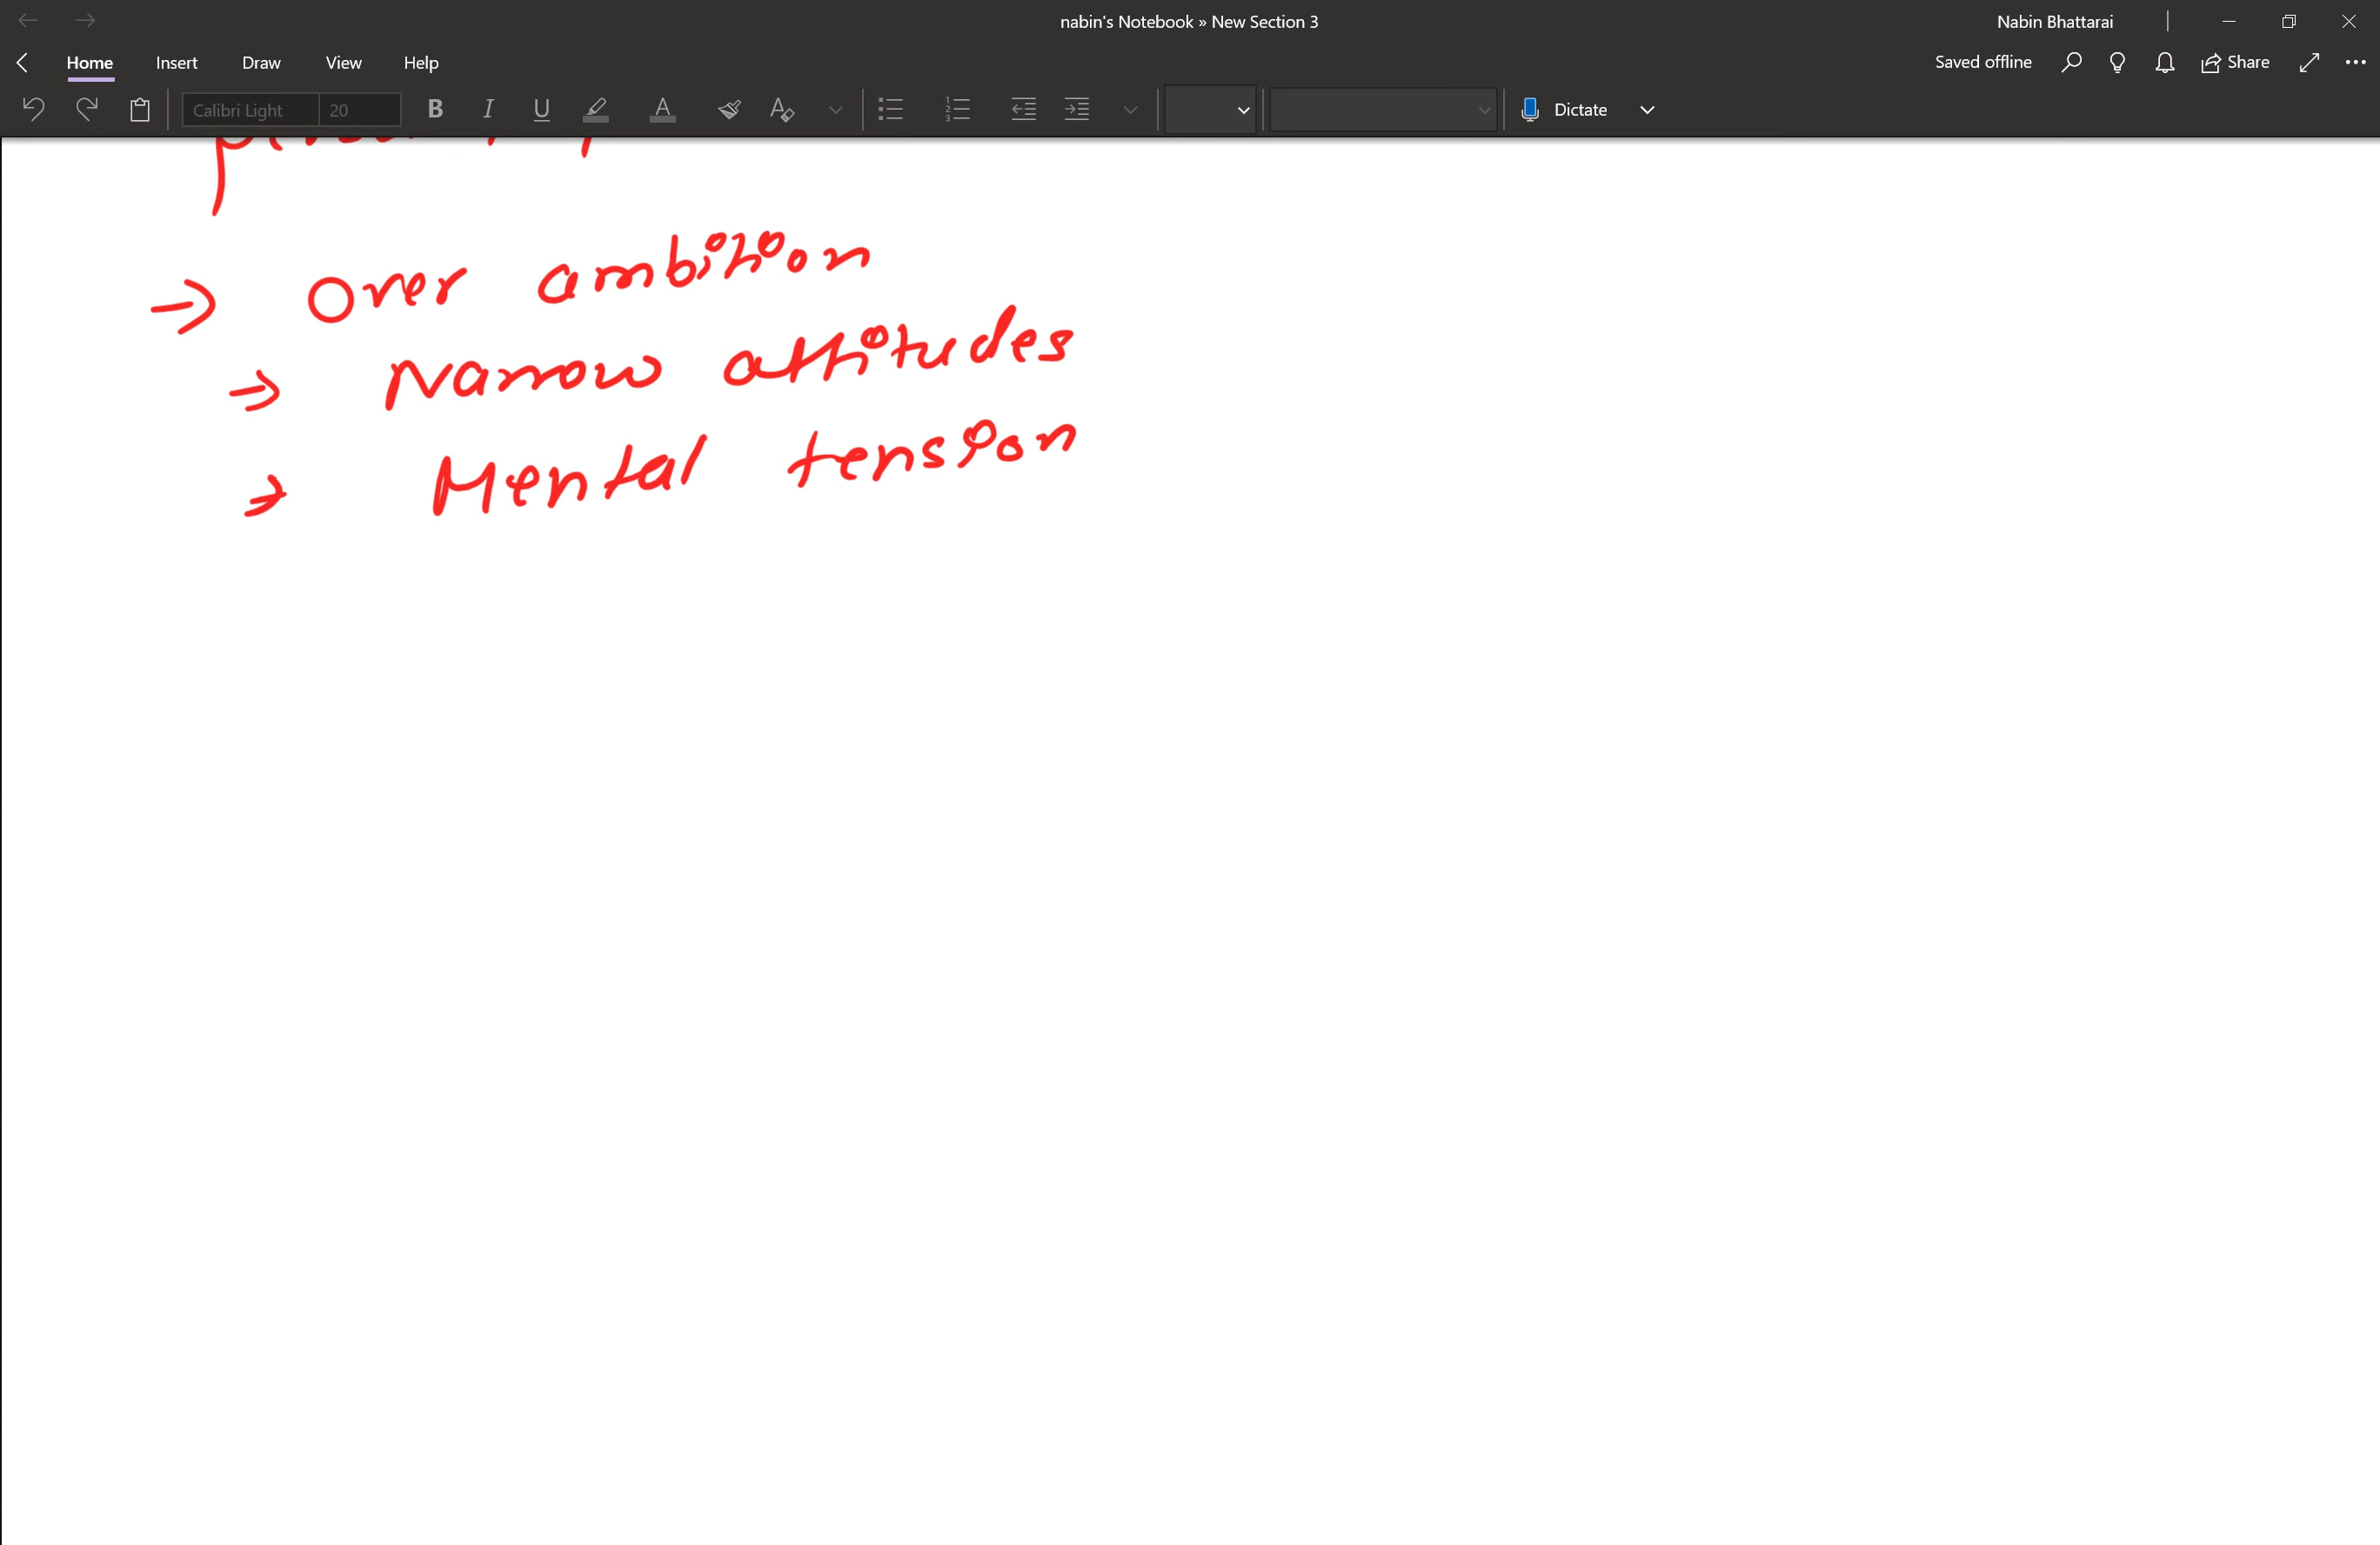 nabin's Notebook » New Section 3
Nabin Bhattarai
Home Insert Draw View Help
Saved offline
Share
Calibri Light 20 B I U A A
Dictate
⇒ Over ambition
⇒ Narrow attitudes
⇒ Mental tension